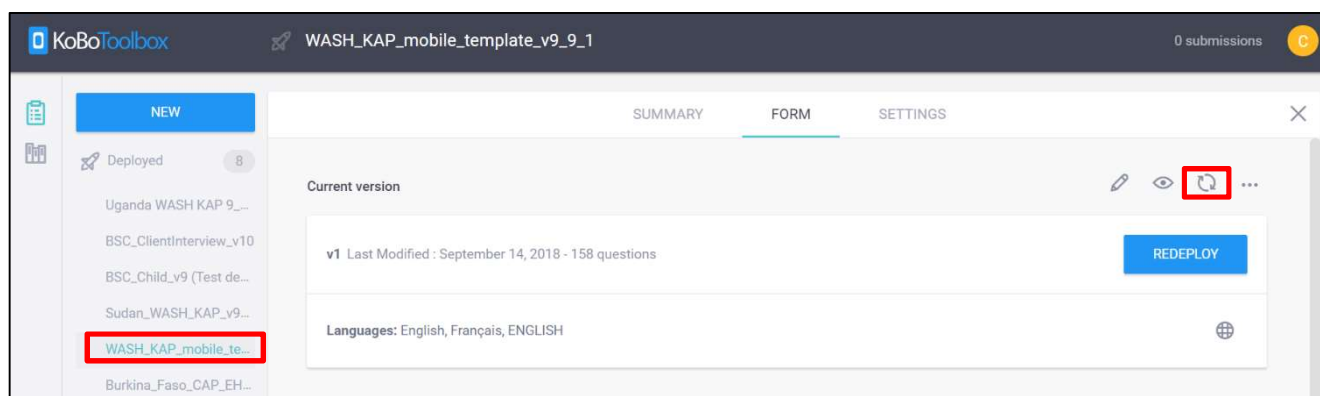 KoBoToolbox
WASH_KAP_mobile_template_v9_9_1
0 submissions
C
NEW
SUMMARY
FORM
SETTINGS
Deployed
8
Uganda WASH KAP 9_...
BSC_ClientInterview_v10
BSC_Child_v9 (Test de...
Sudan_WASH_KAP_v9...
WASH_KAP_mobile_te...
Burkina_Faso_CAP_EH...
Current version
v1 Last Modified : September 14, 2018 - 158 questions
REDEPLOY
Languages: English, Français, ENGLISH